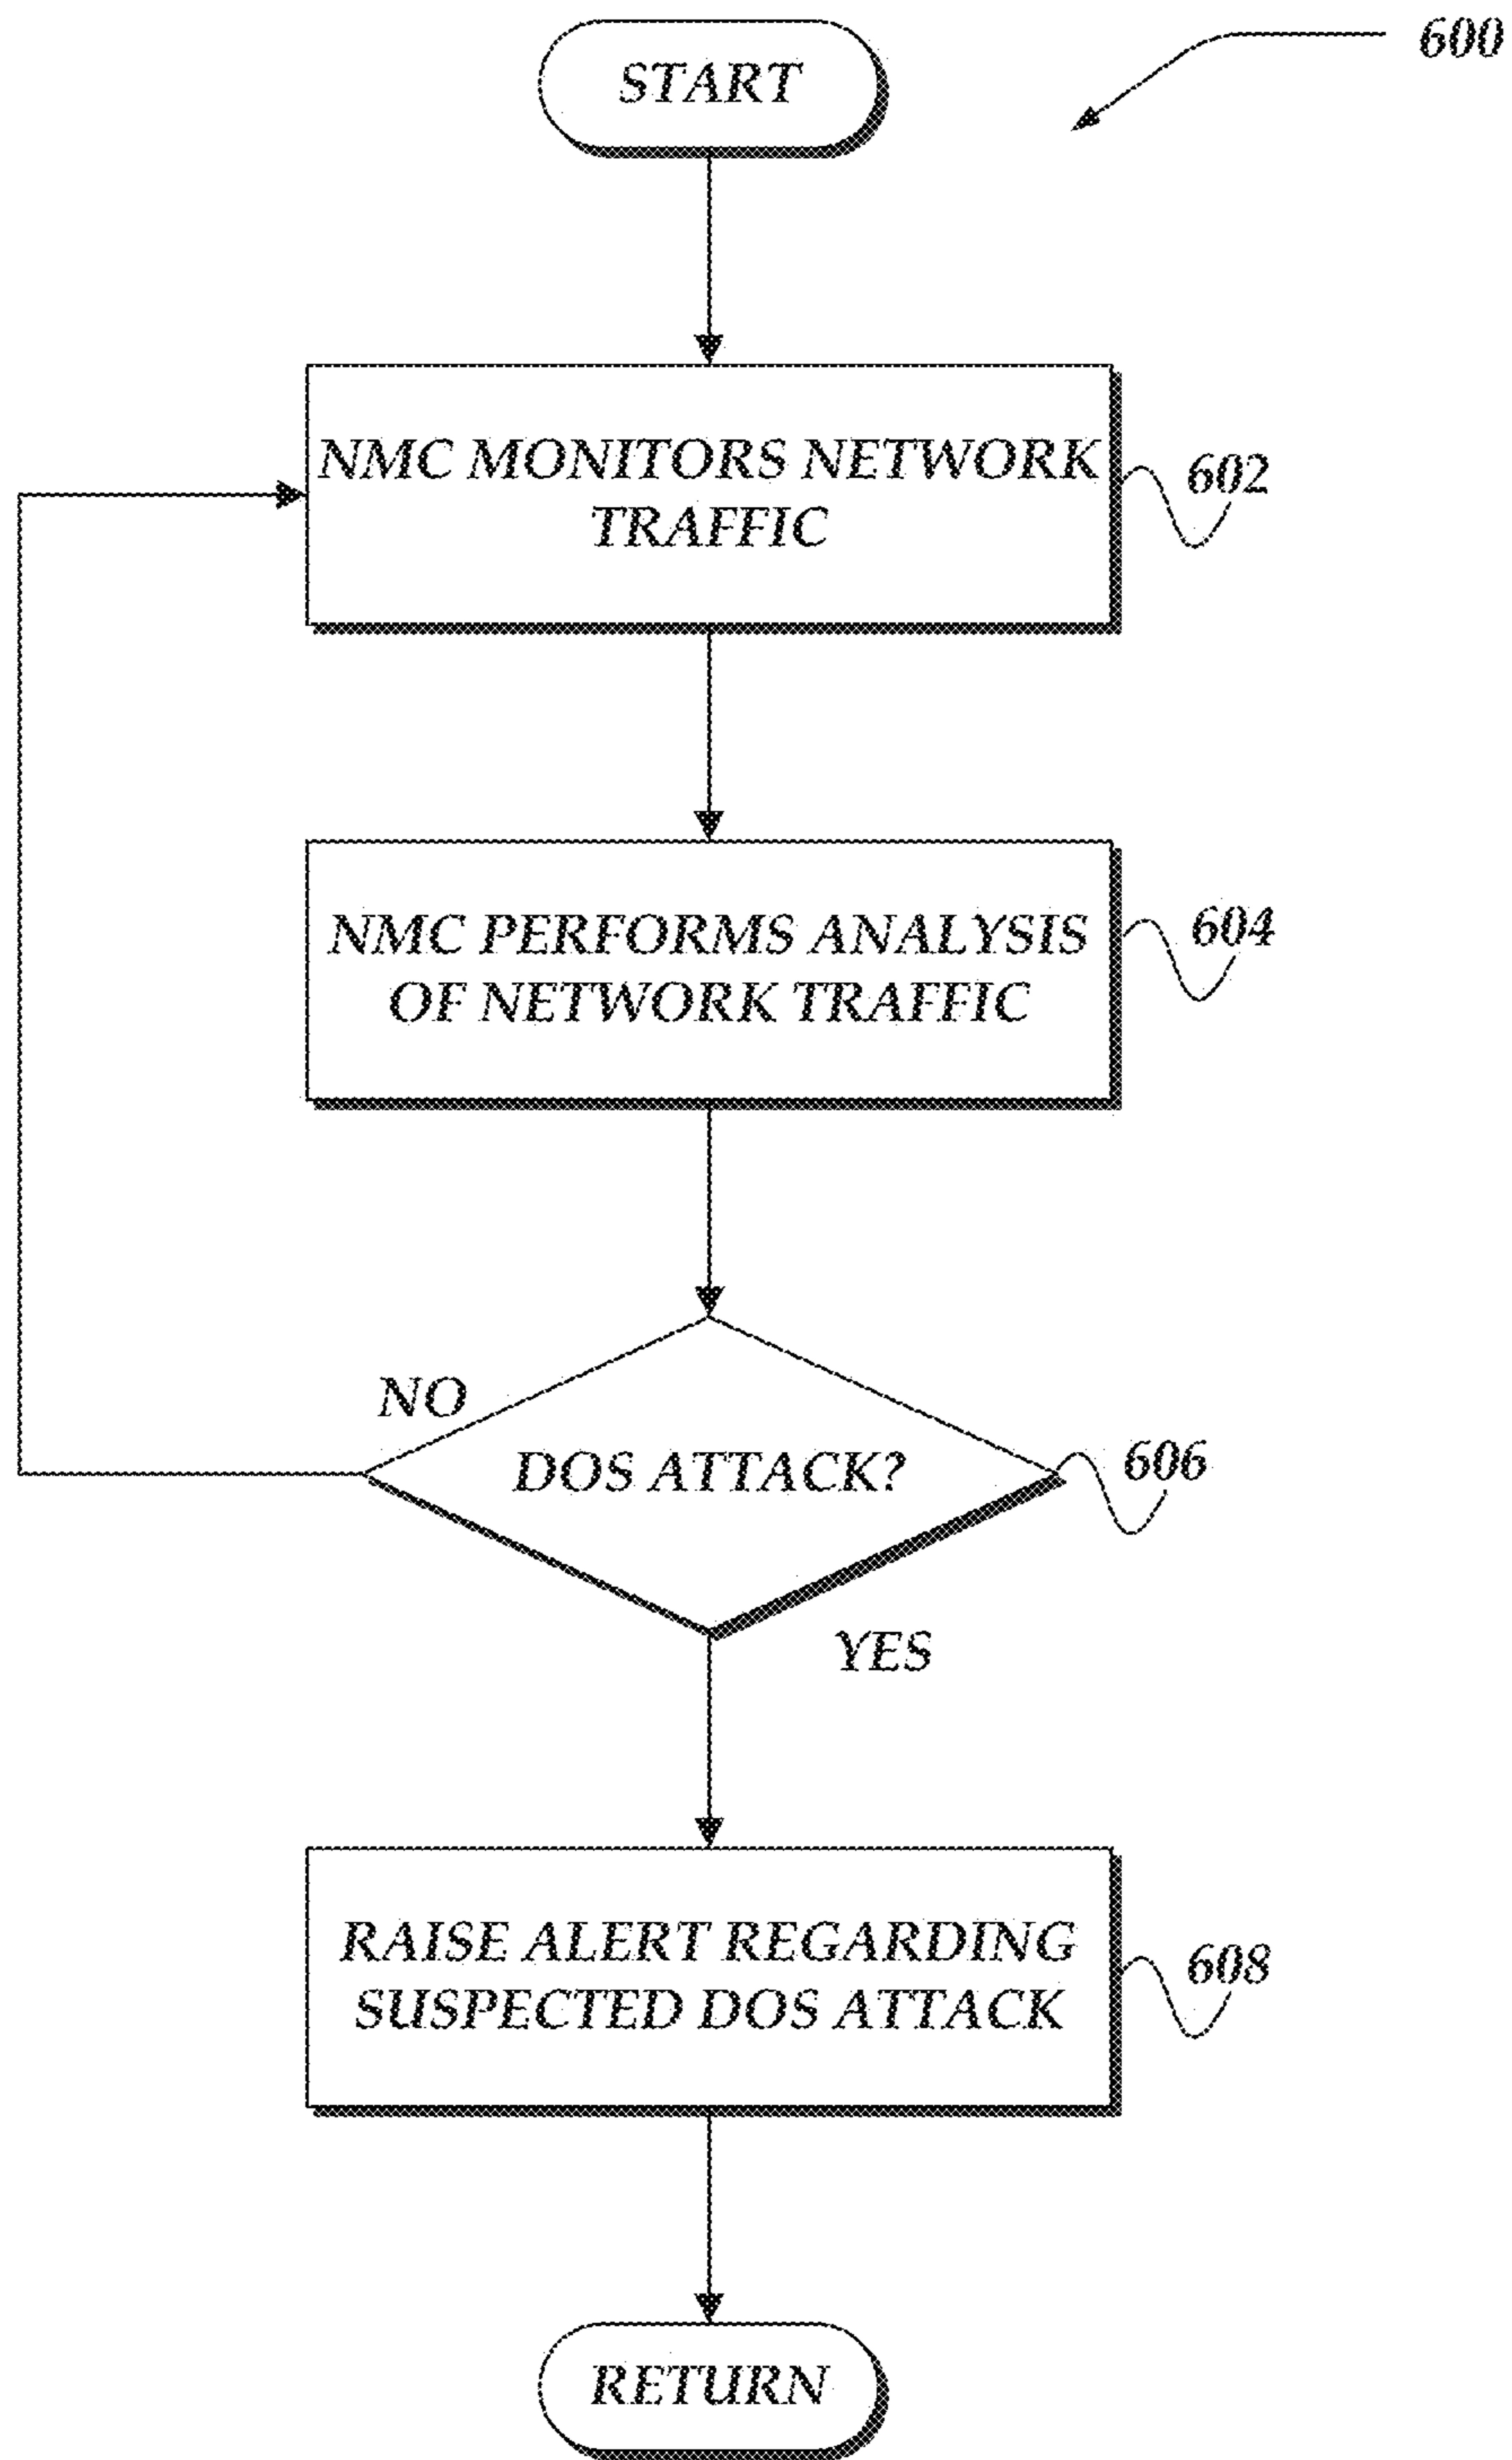 START
600
NMC MONITORS NETWORK
TRAFFIC
602
NMC PERFORMS ANALYSIS
OF NETWORK TRAFFIC
604
NO
DOS ATTACK?
606
YES
RAISE ALERT REGARDING
SUSPECTED DOS ATTACK
608
RETURN